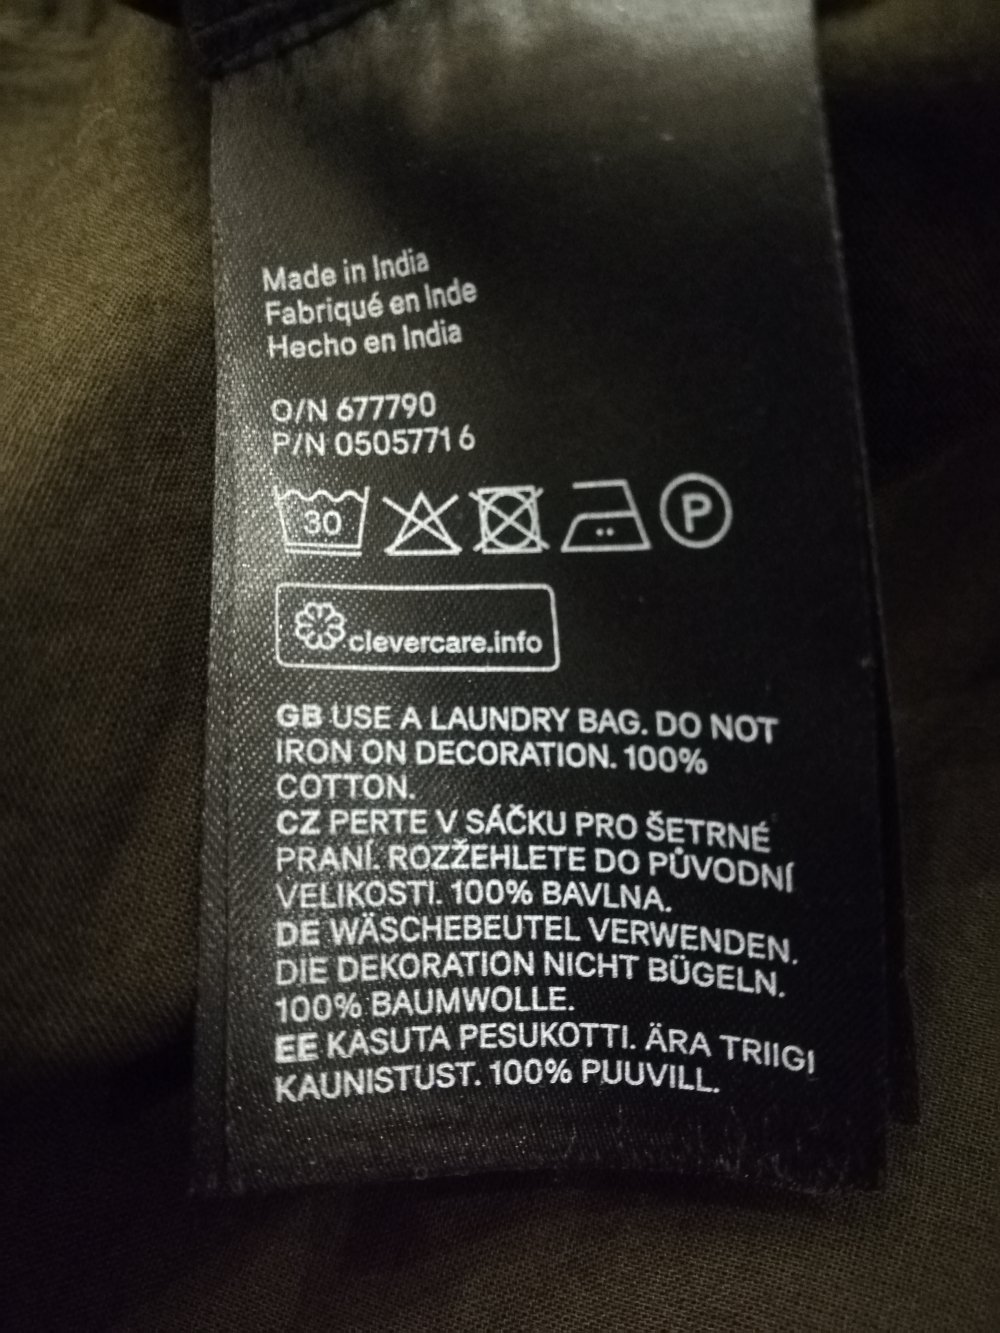 Made in India
Fabriqué en Inde
Hecho en India
O/N 677790
P/N 05057716
30 P
clevercare.info
GB USE A LAUNDRY BAG. DO NOT
IRON ON DECORATION. 100%
COTTON.
CZ PERTE V SÁČKU PRO ŠETRNÉ
PRANÍ. ROZŽEHLETE DO PŮVODNÍ
VELIKOSTI. 100% BAVLNA.
DE WÄSCHEBEUTEL VERWENDEN.
DIE DEKORATION NICHT BÜGELN.
100% BAUMWOLLE.
EE KASUTA PESUKOTTI. ÄRA TRIIGI
KAUNISTUST. 100% PUUVILL.